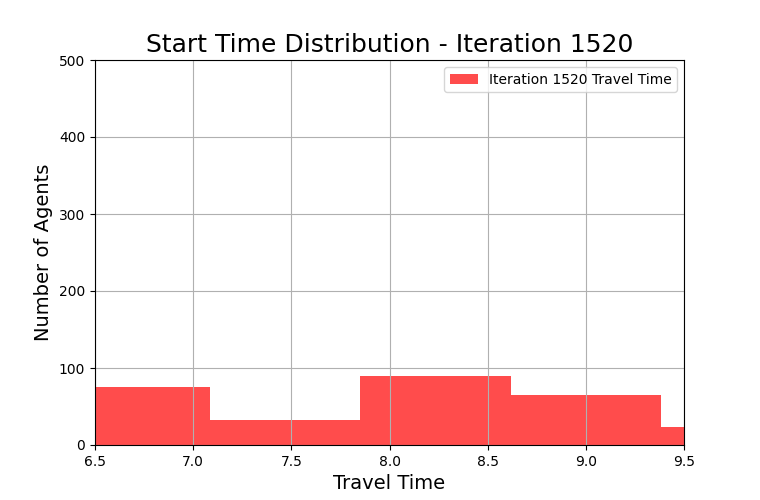 Start Time Distribution - Iteration 1520
Iteration 1520 Travel Time
Number of Agents
500
400
300
200
100
0
6.5 7.0 7.5 8.0 8.5 9.0 9.5
Travel Time